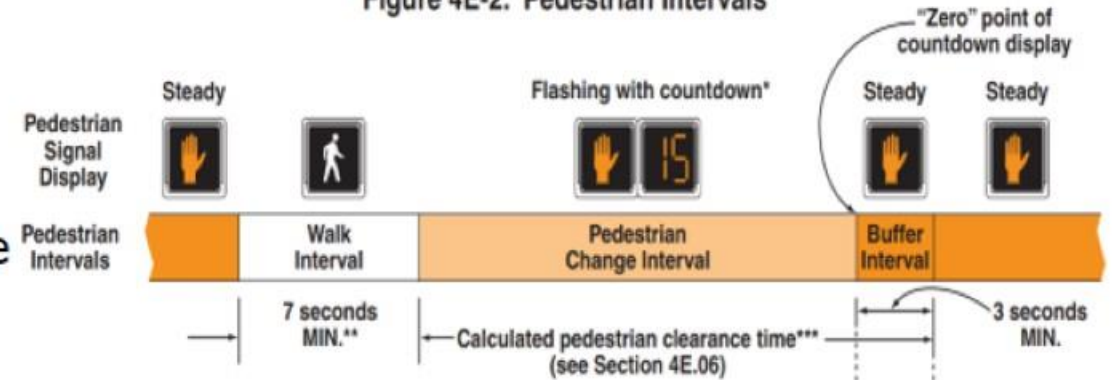 Figure 4E-2. Pedestrian Intervals
"Zero" point of
countdown display
Steady
Flashing with countdown*
Steady
Steady
Pedestrian
Signal
Display
15
e
Pedestrian
Intervals
Walk
Interval
Pedestrian
Change Interval
Buffer
Interval
7 seconds
MIN.**
Calculated pedestrian clearance time***
(see Section 4E.06)
3 seconds
MIN.